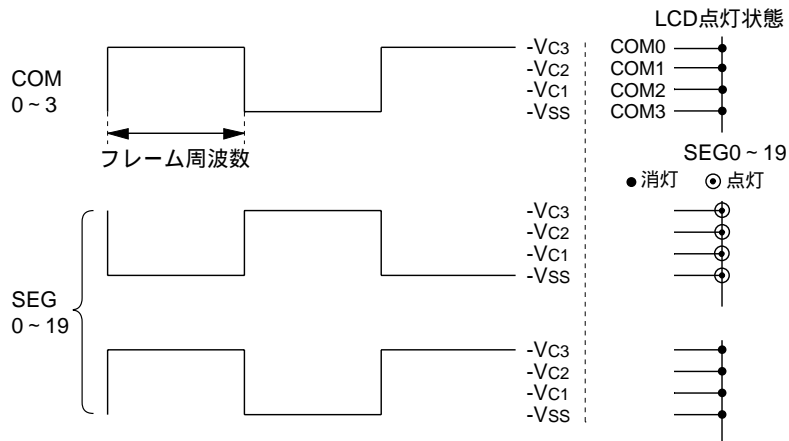 LCD点灯状態
COM
0 ~ 3
-VC3
-VC2
-VC1
-VSS
COM0
COM1
COM2
COM3
フレーム周波数
SEG0 ~ 19
●消灯 ◉点灯
SEG
0 ~ 19
-VC3
-VC2
-VC1
-VSS
-VC3
-VC2
-VC1
-VSS